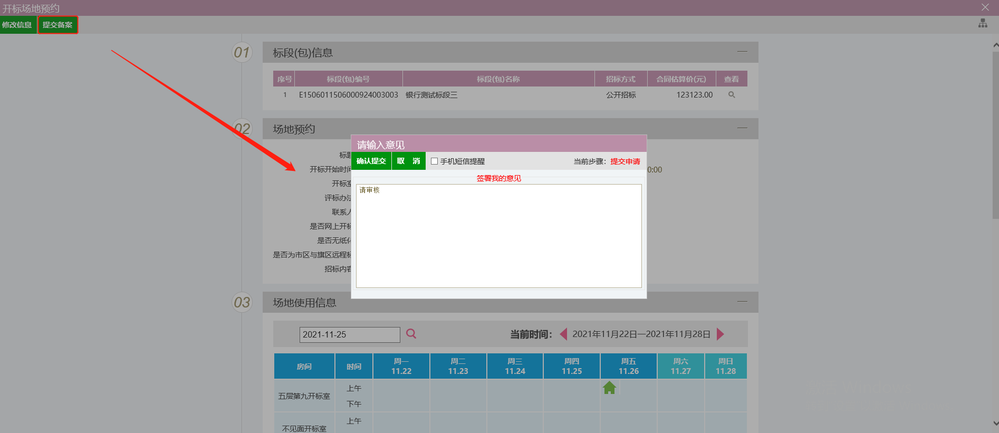 开标场地预约
修改信息 提交备案
01 标段(包)信息
序号 标段(包)编号 标段(包)名称 招标方式 合同估算价(元) 查看
1 E1506011506000924003003 银行测试标段三 公开招标 123123.00
02 场地预约
请输入意见
确认提交 取 消 手机短信提醒 当前步骤: 提交申请
签署我的意见
请审核
标题
开标开始时间 0:00
开标室
评标办法
联系人
是否网上开标
是否无纸化
是否为市区与旗区远程标
招标内容
03 场地使用信息
2021-11-25 当前时间: 2021年11月22日—2021年11月28日
房间 时间 周一 周二 周三 周四 周五 周六 周日
11.22 11.23 11.24 11.25 11.26 11.27 11.28
五层第九开标室 上午
下午
不见面开标室 上午